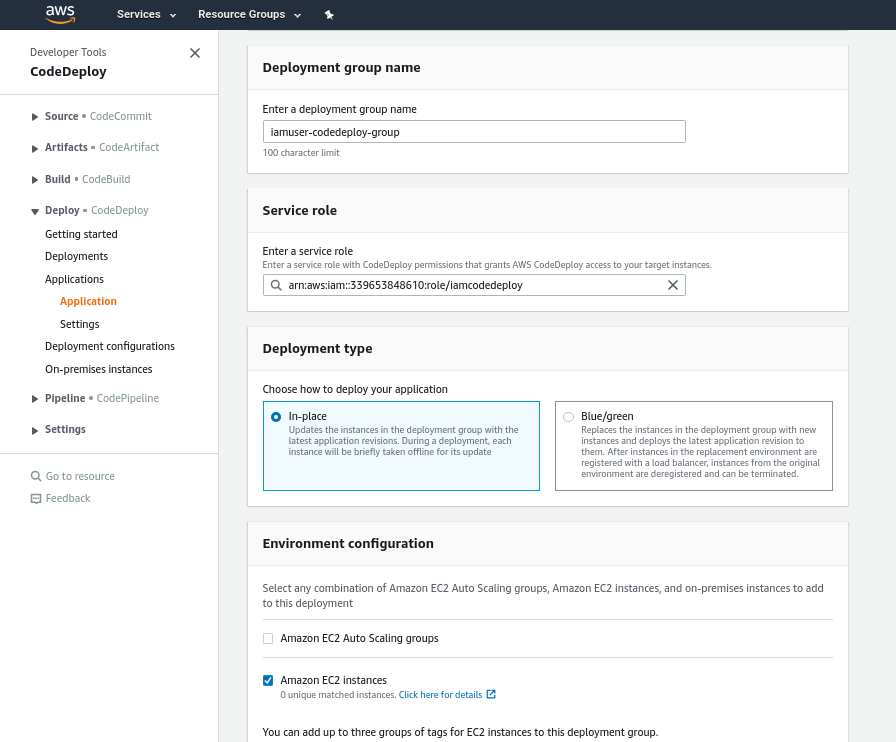 aws
Services
Resource Groups
Developer Tools
CodeDeploy
Source • CodeCommit
Artifacts • CodeArtifact
Build • CodeBuild
Deploy • CodeDeploy
Getting started
Deployments
Applications
Application
Settings
Deployment configurations
On-premises instances
Pipeline • CodePipeline
Settings
Go to resource
Feedback
Deployment group name
Enter a deployment group name
iamuser-codedeploy-group
100 character limit
Service role
Enter a service role
Enter a service role with CodeDeploy permissions that grants AWS CodeDeploy access to your target instances.
arn:aws:iam::339653848610:role/iamcodedeploy
Deployment type
Choose how to deploy your application
In-place
Updates the instances in the deployment group with the
latest application revisions. During a deployment, each
instance will be briefly taken offline for its update
Blue/green
Replaces the instances in the deployment group with new
instances and deploys the latest application revision to
them. After instances in the replacement environment are
registered with a load balancer, instances from the original
environment are deregistered and can be terminated.
Environment configuration
Select any combination of Amazon EC2 Auto Scaling groups, Amazon EC2 instances, and on-premises instances to add
to this deployment
Amazon EC2 Auto Scaling groups
Amazon EC2 instances
0 unique matched instances. Click here for details
You can add up to three groups of tags for EC2 instances to this deployment group.